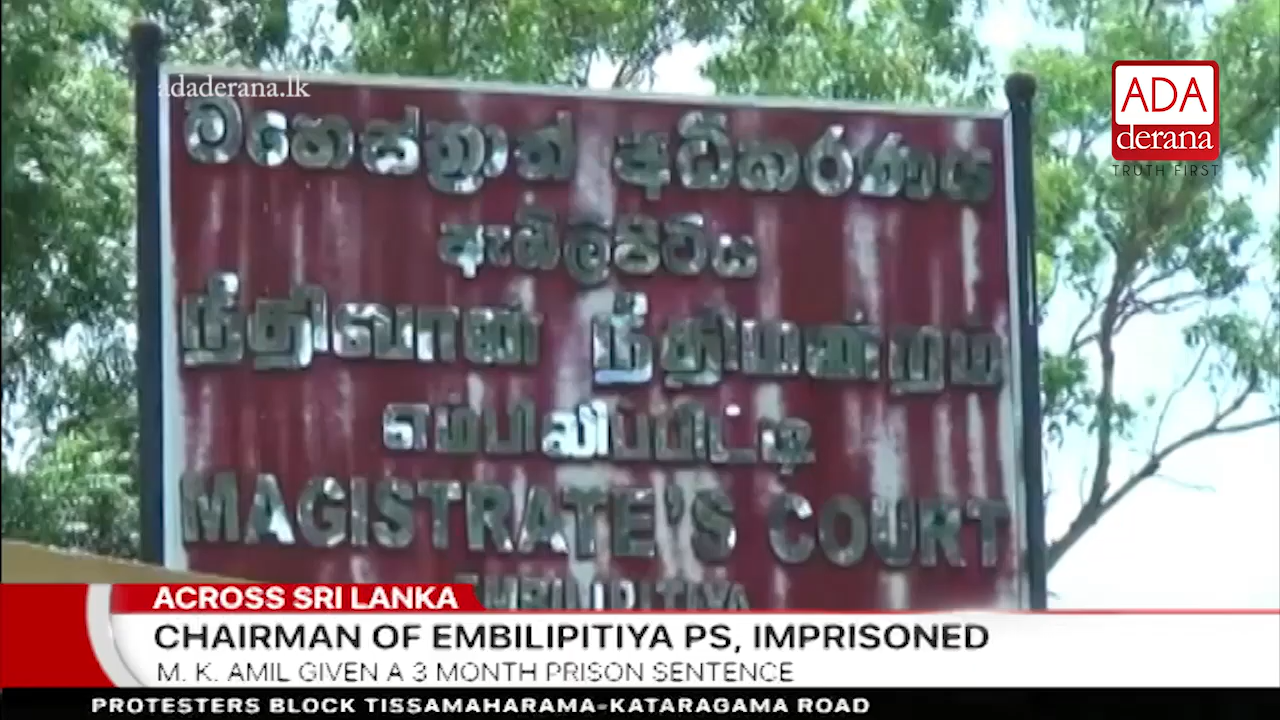 adaderana.lk
ADA
derana
TRUTH FIRST
මහෙස්ත්‍රාත් අධිකරණය
ඇඹිලිපිටිය
நீதிவான் நீதிமன்றம்
எம்பிலிப்பிட்டி
MAGISTRATE'S COURT
EMBILIPITIYA
ACROSS SRI LANKA
CHAIRMAN OF EMBILIPITIYA PS, IMPRISONED
M. K. AMIL GIVEN A 3 MONTH PRISON SENTENCE
PROTESTERS BLOCK TISSAMAHARAMA-KATARAGAMA ROAD